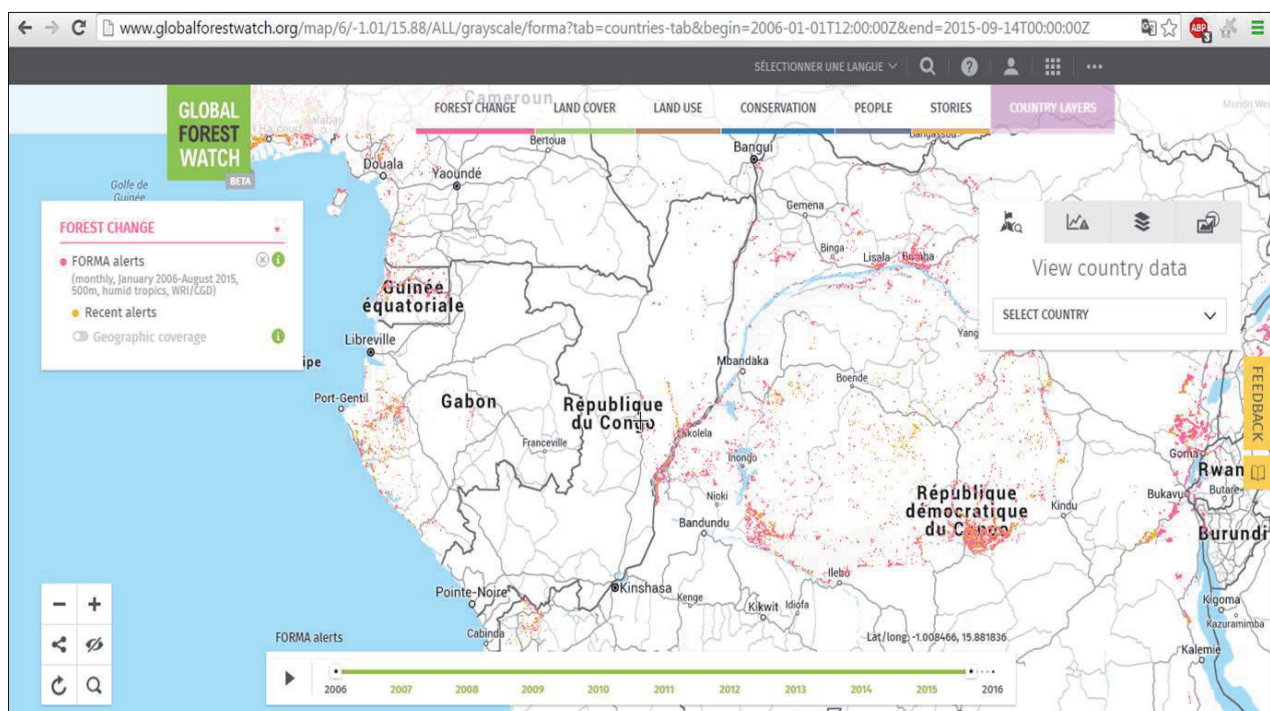 www.globalforestwatch.org/map/6/-1.01/15.88/ALL/grayscale/forma?tab=countries-tab&begin=2006-01-01T12:00:00Z&end=2015-09-14T00:00:00Z
ABP
3
SÉLECTIONNER UNE LANGUE
GLOBAL
FOREST
WATCH
BETA
FOREST CHANGE
LAND COVER
LAND USE
CONSERVATION
PEOPLE
STORIES
COUNTRY LAYERS
Cameroun
Bertoua
Bangui
Bangassou
Douala
Yaoundé
Golfe de
Guinée
FOREST CHANGE
FORMA alerts
(monthly, January 2006-August 2015,
500m, humid tropics, WRI/CGD)
Recent alerts
Geographic coverage
Gemena
Binga
Lisala
Bumba
View country data
SELECT COUNTRY
Guinée
équatoriale
Libreville
ipe
Port-Gentil
Gabon
Franceville
République
du Congo
Mbandaka
Boende
Yang
Lukolela
Inongo
Nioki
Bandundu
République
démocratique
du Congo
Kindu
Goma
Rwan
Bukavu
Butare
Burundi
FEEDBACK
Ilebo
Pointe-Noire
Kinshasa
Kenge
Kikwit
Idiofa
Kigoma
Kazuramimba
Kalemie
Cabinda
FORMA alerts
Lat/long: -1.008466, 15.881836
2006
2007
2008
2009
2010
2011
2012
2013
2014
2015
2016